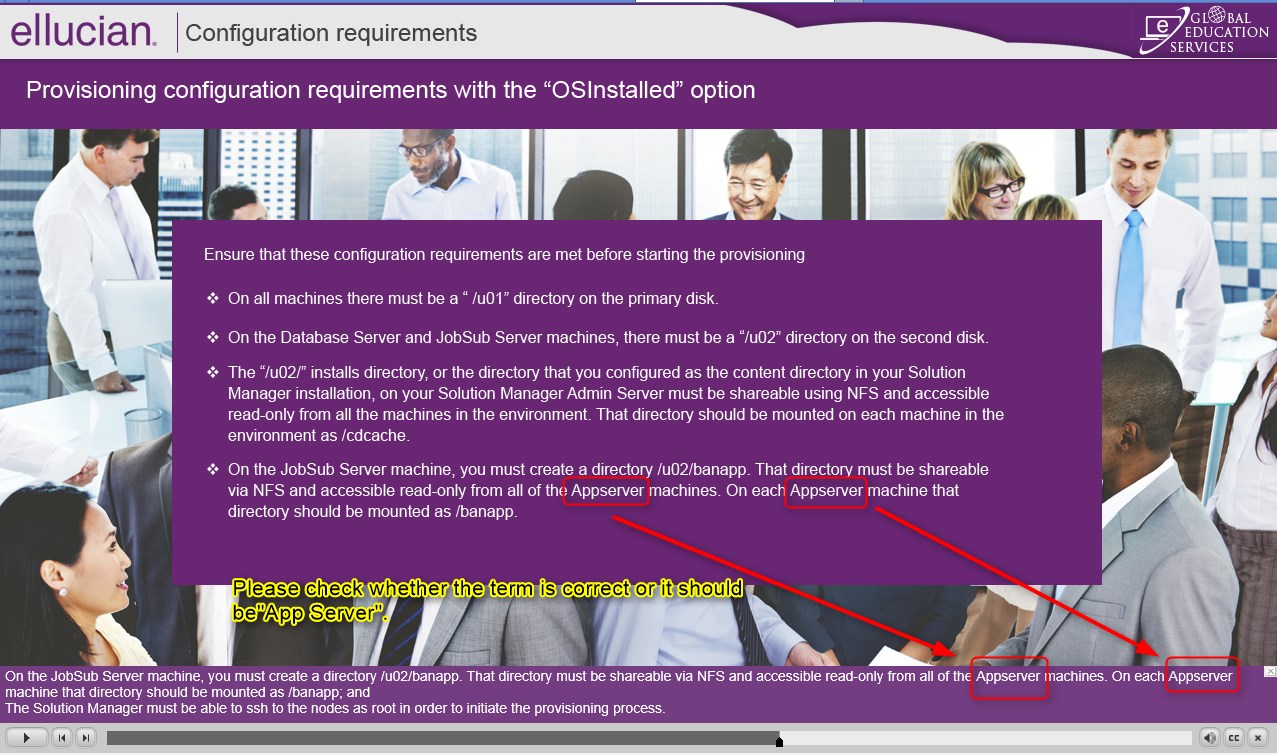 ellucian.
Configuration requirements
e
GLOBAL
EDUCATION
SERVICES
Provisioning configuration requirements with the “OSInstalled” option
Ensure that these configuration requirements are met before starting the provisioning
❖ On all machines there must be a “ /u01” directory on the primary disk.
❖ On the Database Server and JobSub Server machines, there must be a “/u02” directory on the second disk.
❖ The “/u02/” installs directory, or the directory that you configured as the content directory in your Solution
Manager installation, on your Solution Manager Admin Server must be shareable using NFS and accessible
read-only from all the machines in the environment. That directory should be mounted on each machine in the
environment as /cdcache.
❖ On the JobSub Server machine, you must create a directory /u02/banapp. That directory must be shareable
via NFS and accessible read-only from all of the Appserver machines. On each Appserver machine that
directory should be mounted as /banapp.
Please check whether the term is correct or it should
be"App Server".
On the JobSub Server machine, you must create a directory /u02/banapp. That directory must be shareable via NFS and accessible read-only from all of the Appserver machines. On each Appserver
machine that directory should be mounted as /banapp; and
The Solution Manager must be able to ssh to the nodes as root in order to initiate the provisioning process.
CC